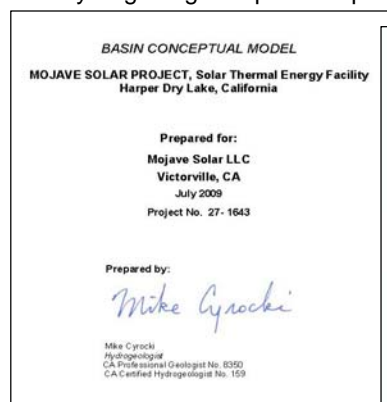 BASIN CONCEPTUAL MODEL
MOJAVE SOLAR PROJECT, Solar Thermal Energy Facility
Harper Dry Lake, California
Prepared for:
Mojave Solar LLC
Victorville, CA
July 2009
Project No. 27- 1643
Prepared by:
Mike Cyrocki
Mike Cyrocki
Hydrogeologist
CA Professional Geologist No. 8350
CA Certified Hydrogeologist No. 159